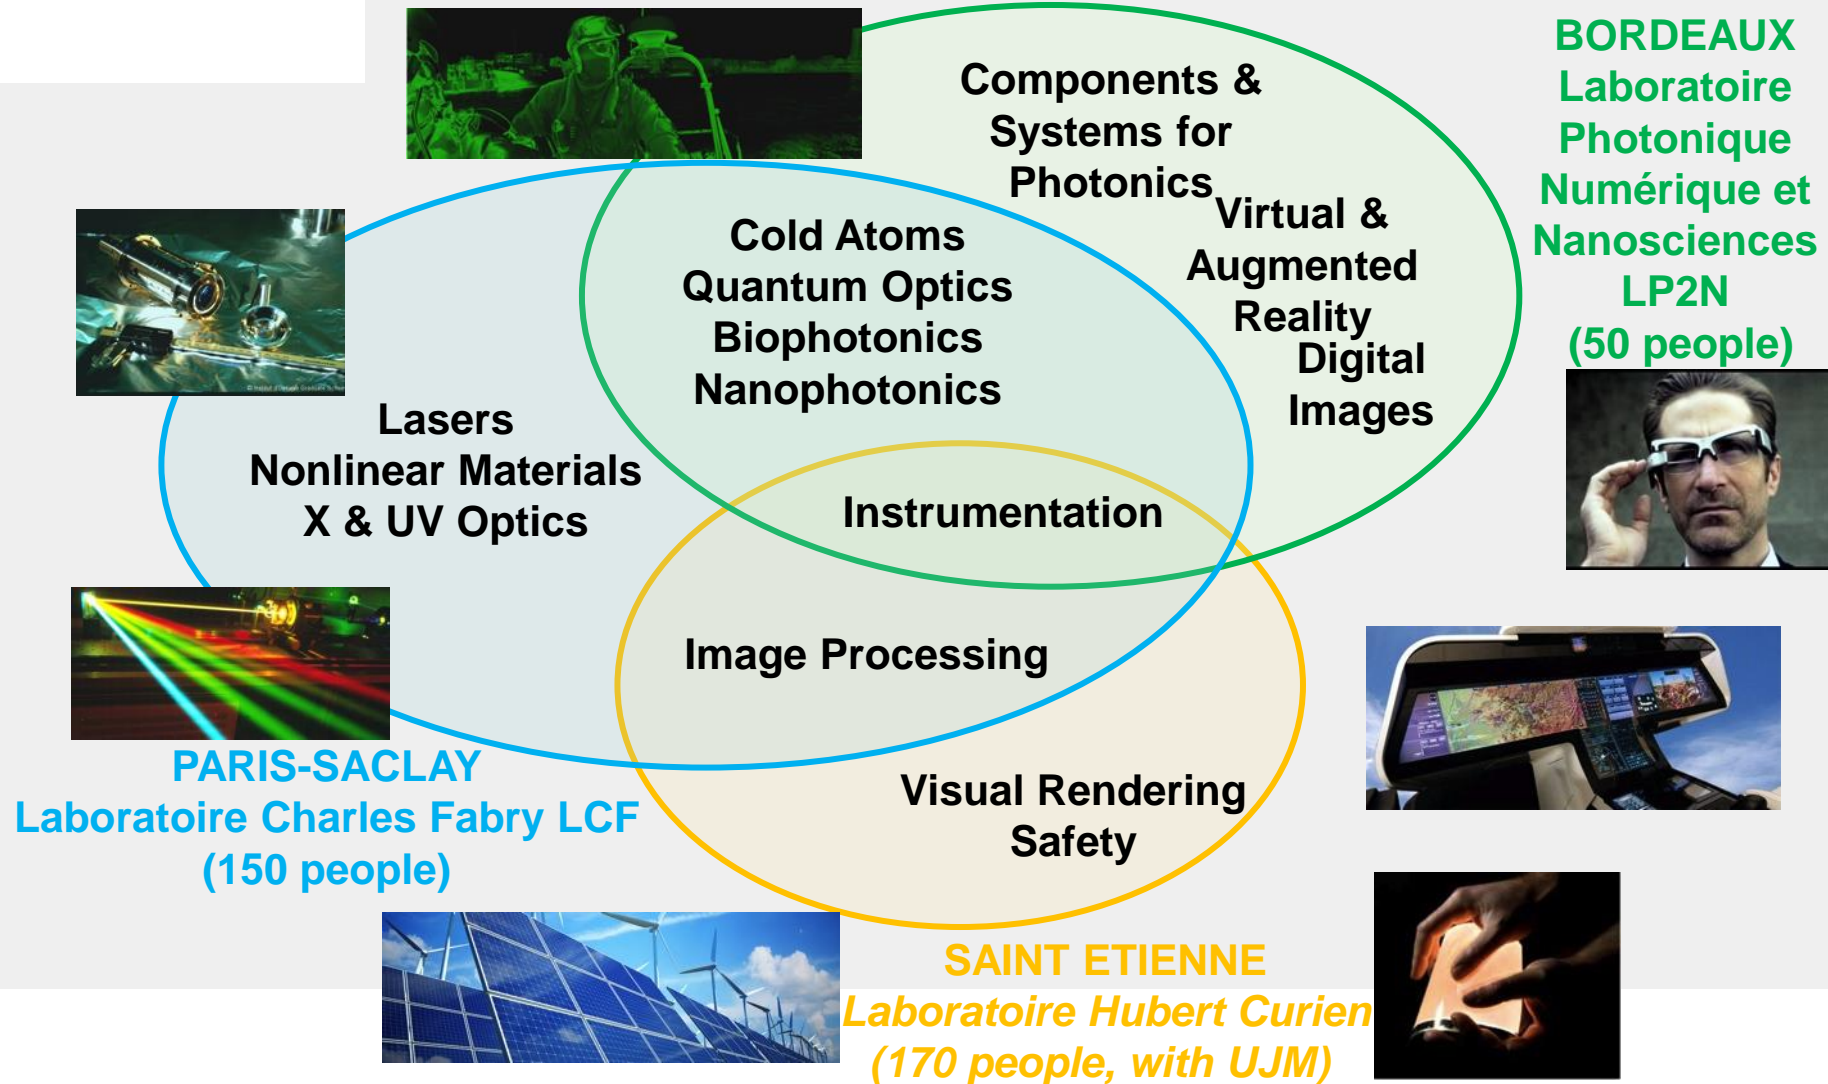 BORDEAUX
Laboratoire
Photonique
Numérique et
Nanosciences
LP2N
(50 people)
Components &
Systems for
Photonics
Virtual &
Augmented
Reality
Digital
Images
Cold Atoms
Quantum Optics
Biophotonics
Nanophotonics
Lasers
Nonlinear Materials
X & UV Optics
Instrumentation
Image Processing
Visual Rendering
Safety
PARIS-SACLAY
Laboratoire Charles Fabry LCF
(150 people)
SAINT ETIENNE
Laboratoire Hubert Curien
(170 people, with UJM)